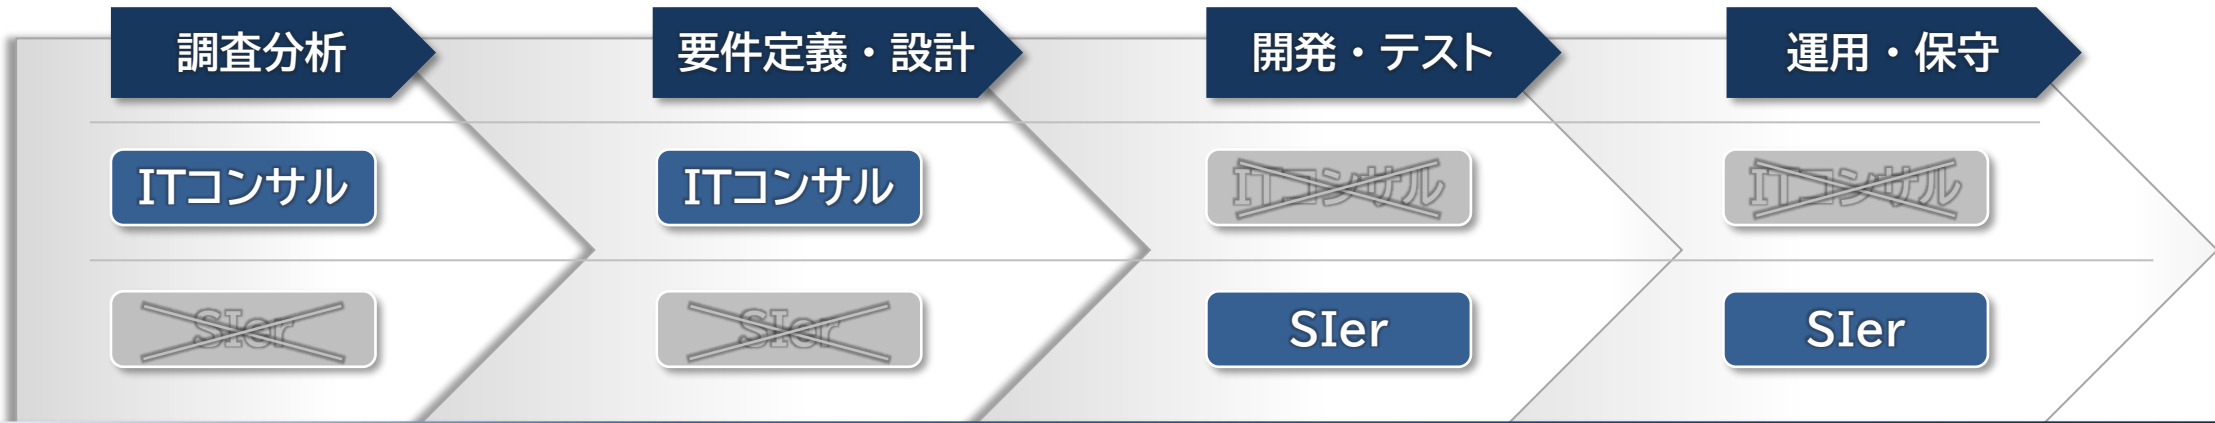 調査分析
要件定義・設計
開発・テスト
運用・保守
ITコンサル
ITコンサル
ITコンサル
ITコンサル
SIer
SIer
SIer
SIer